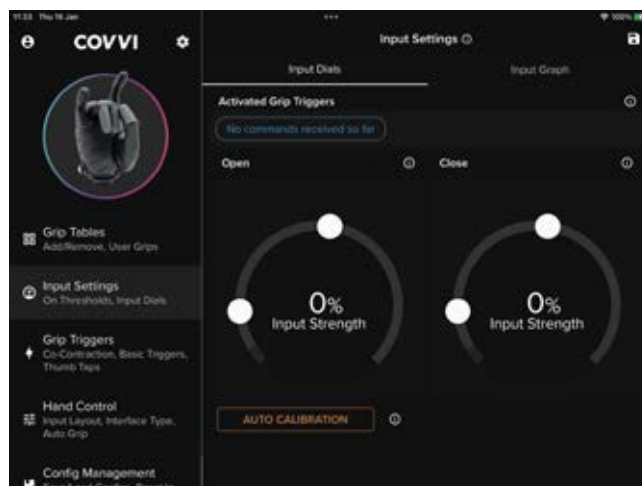 11:33 Thu 16 Jan
100%
COVVI
Input Settings
Input Dials
Input Graph
Activated Grip Triggers
No commands received so far
Open
Close
0%
Input Strength
0%
Input Strength
AUTO CALIBRATION
Grip Tables
Add/Remove, User Grips
Input Settings
On Thresholds, Input Dials
Grip Triggers
Co-Contraction, Basic Triggers,
Thumb Taps
Hand Control
Input Layout, Interface Type,
Auto Grip
Config Management